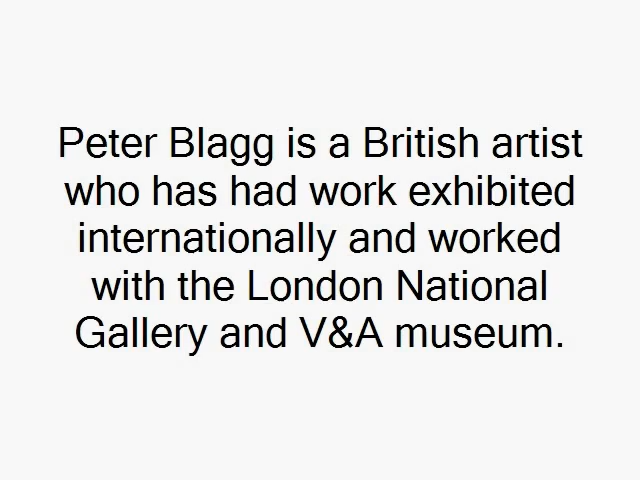 Peter Blagg is a British artist
who has had work exhibited
internationally and worked
with the London National
Gallery and V&A museum.